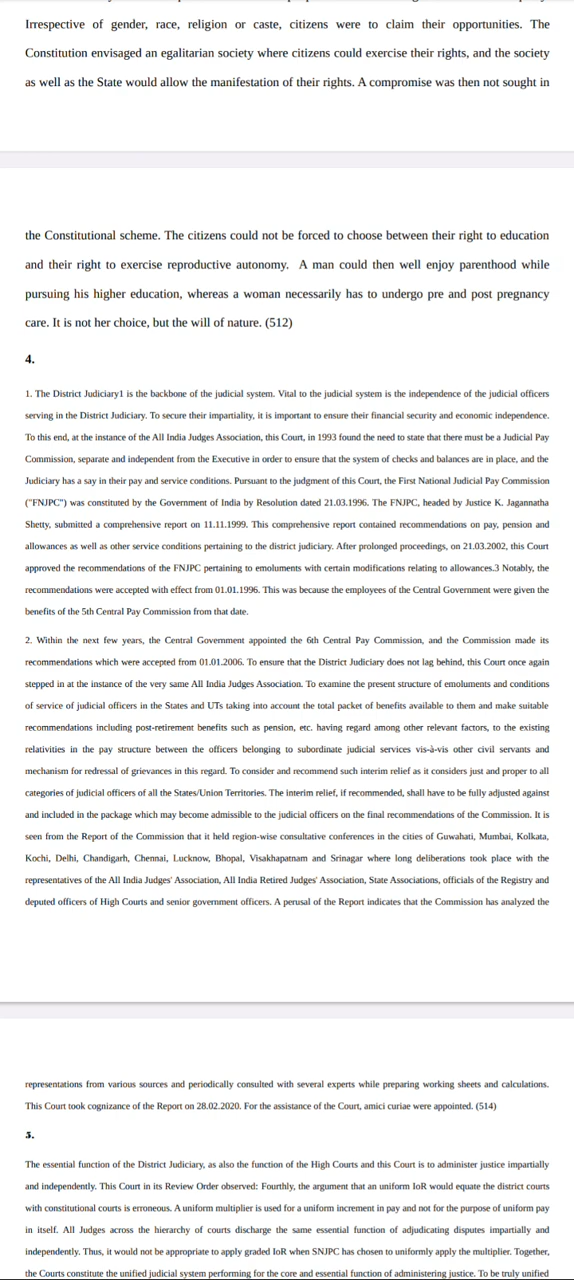 Irrespective of gender, race, religion or caste, citizens were to claim their opportunities. The
Constitution envisaged an egalitarian society where citizens could exercise their rights, and the society
as well as the State would allow the manifestation of their rights. A compromise was then not sought in
the Constitutional scheme. The citizens could not be forced to choose between their right to education
and their right to exercise reproductive autonomy. A man could then well enjoy parenthood while
pursuing his higher education, whereas a woman necessarily has to undergo pre and post pregnancy
care. It is not her choice, but the will of nature. (512)
4.
1. The District Judiciary1 is the backbone of the judicial system. Vital to the judicial system is the independence of the judicial officers
serving in the District Judiciary. To secure their impartiality, it is important to ensure their financial security and economic independence.
To this end, at the instance of the All India Judges Association, this Court, in 1993 found the need to state that there must be a Judicial Pay
Commission, separate and independent from the Executive in order to ensure that the system of checks and balances are in place, and the
Judiciary has a say in their pay and service conditions. Pursuant to the judgment of this Court, the First National Judicial Pay Commission
("FNJPC") was constituted by the Government of India by Resolution dated 21.03.1996. The FNJPC, headed by Justice K. Jagannatha
Shetty, submitted a comprehensive report on 11.11.1999. This comprehensive report contained recommendations on pay, pension and
allowances as well as other service conditions pertaining to the district judiciary. After prolonged proceedings, on 21.03.2002, this Court
approved the recommendations of the FNJPC pertaining to emoluments with certain modifications relating to allowances.3 Notably, the
recommendations were accepted with effect from 01.01.1996. This was because the employees of the Central Government were given the
benefits of the 5th Central Pay Commission from that date.
2. Within the next few years, the Central Government appointed the 6th Central Pay Commission, and the Commission made its
recommendations which were accepted from 01.01.2006. To ensure that the District Judiciary does not lag behind, this Court once again
stepped in at the instance of the very same All India Judges Association. To examine the present structure of emoluments and conditions
of service of judicial officers in the States and UTs taking into account the total packet of benefits available to them and make suitable
recommendations including post-retirement benefits such as pension, etc. having regard among other relevant factors, to the existing
relativities in the pay structure between the officers belonging to subordinate judicial services vis-à-vis other civil servants and
mechanism for redressal of grievances in this regard. To consider and recommend such interim relief as it considers just and proper to all
categories of judicial officers of all the States/Union Territories. The interim relief, if recommended, shall have to be fully adjusted against
and included in the package which may become admissible to the judicial officers on the final recommendations of the Commission. It is
seen from the Report of the Commission that it held region-wise consultative conferences in the cities of Guwahati, Mumbai, Kolkata,
Kochi, Delhi, Chandigarh, Chennai, Lucknow, Bhopal, Visakhapatnam and Srinagar where long deliberations took place with the
representatives of the All India Judges' Association, All India Retired Judges' Association, State Associations, officials of the Registry and
deputed officers of High Courts and senior government officers. A perusal of the Report indicates that the Commission has analyzed the
representations from various sources and periodically consulted with several experts while preparing working sheets and calculations.
This Court took cognizance of the Report on 28.02.2020. For the assistance of the Court, amici curiae were appointed. (514)
5.
The essential function of the District Judiciary, as also the function of the High Courts and this Court is to administer justice impartially
and independently. This Court in its Review Order observed: Fourthly, the argument that an uniform IoR would equate the district courts
with constitutional courts is erroneous. A uniform multiplier is used for a uniform increment in pay and not for the purpose of uniform pay
in itself. All Judges across the hierarchy of courts discharge the same essential function of adjudicating disputes impartially and
independently. Thus, it would not be appropriate to apply graded IoR when SNJPC has chosen to uniformly apply the multiplier. Together,
the Courts constitute the unified judicial system performing for the core and essential function of administering justice. To be truly unified